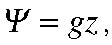 Ψ = gz,